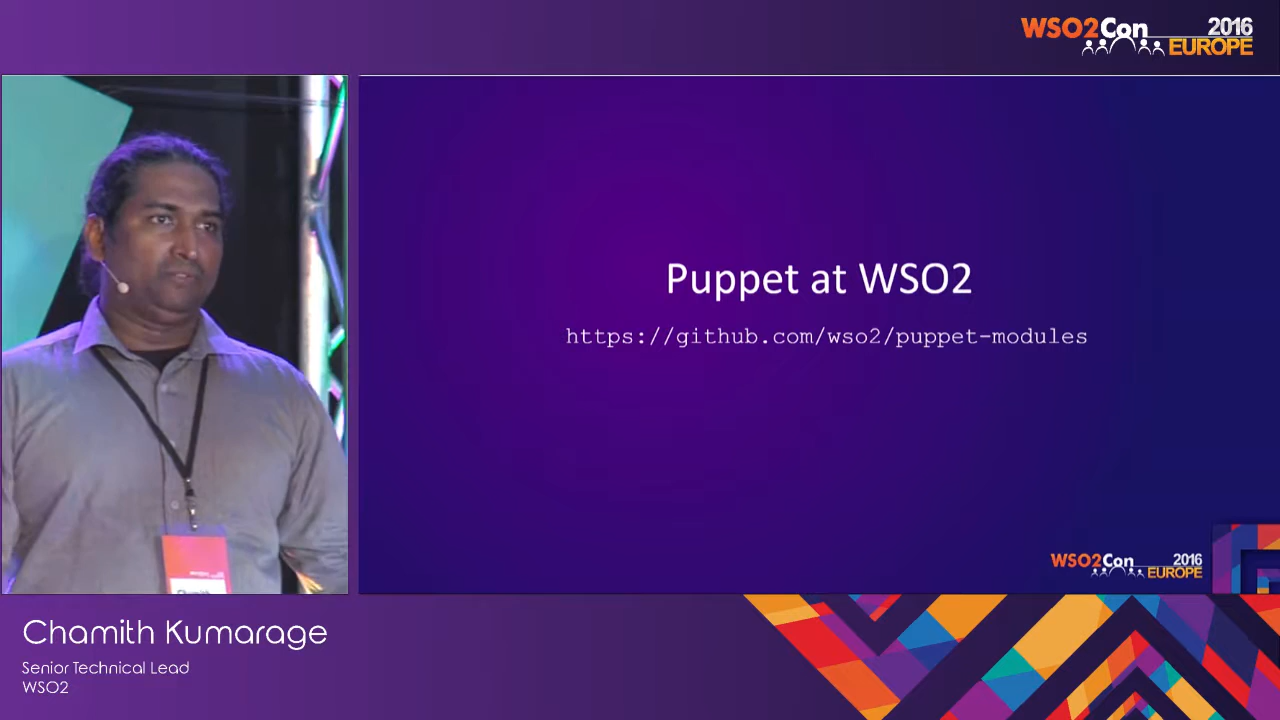 WSO2Con 2016
EUROPE
Puppet at WSO2
https://github.com/wso2/puppet-modules
WSO2Con 2016
EUROPE
Chamith Kumarage
Senior Technical Lead
WSO2